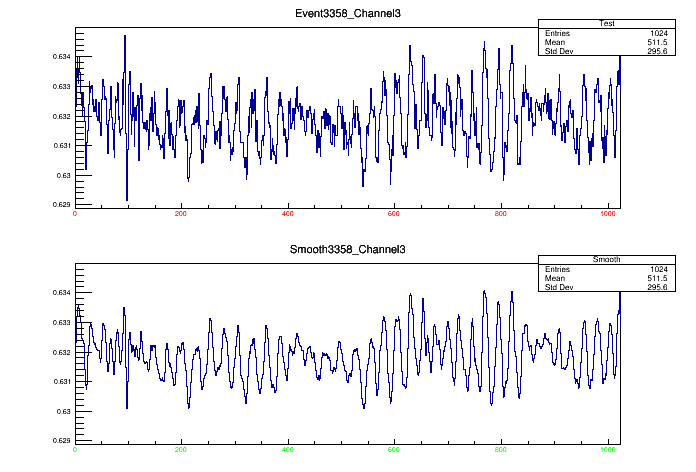 Event3358_Channel3
Test
Entries 1024
Mean 511.5
Std Dev 295.6
0.634
0.633
0.632
0.631
0.63
0.629
0 200 400 600 800 1000
Smooth3358_Channel3
Smooth
Entries 1024
Mean 511.5
Std Dev 295.6
0.634
0.633
0.632
0.631
0.63
0.629
0 200 400 600 800 1000